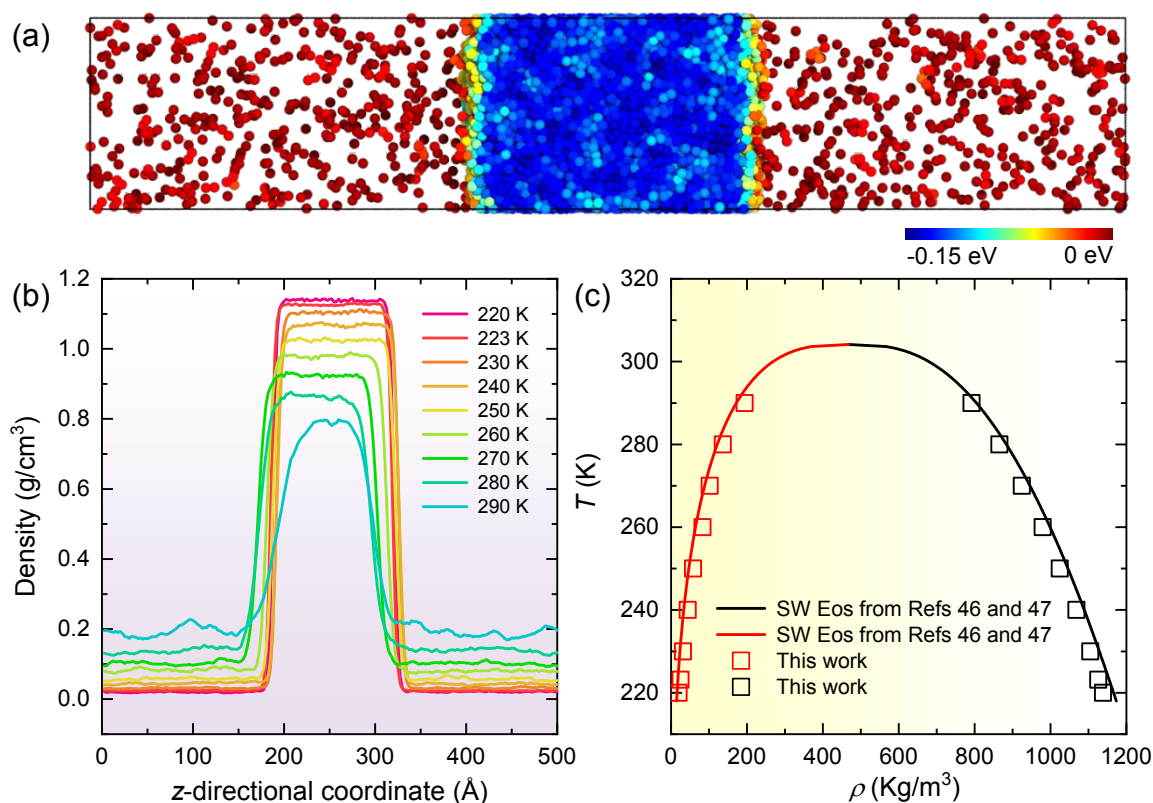 (a)
-0.15 eV 0 eV
(b)
1.2
1.0
0.8
0.6
0.4
0.2
0.0
Density (g/cm³)
220 K
223 K
230 K
240 K
250 K
260 K
270 K
280 K
290 K
0 100 200 300 400 500
z-directional coordinate (Å)
(c)
320
300
280
260
240
220
T (K)
SW Eos from Refs 46 and 47
SW Eos from Refs 46 and 47
This work
This work
0 200 400 600 800 1000 1200
ρ (Kg/m³)